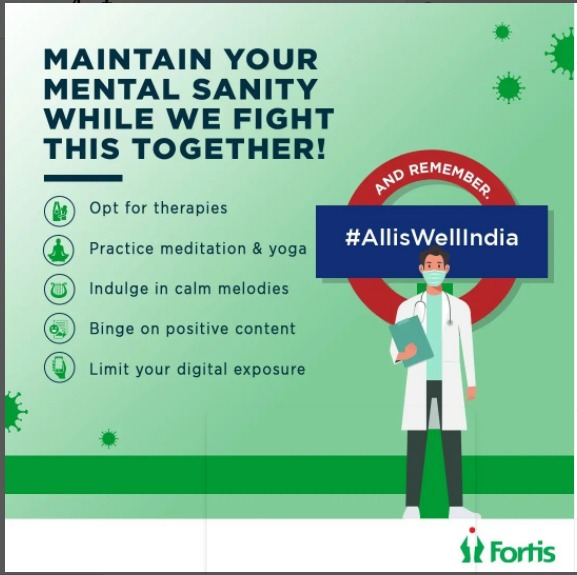 MAINTAIN YOUR
MENTAL SANITY
WHILE WE FIGHT
THIS TOGETHER!
Opt for therapies
Practice meditation & yoga
Indulge in calm melodies
Binge on positive content
Limit your digital exposure
AND REMEMBER.
#AllisWellIndia
Fortis